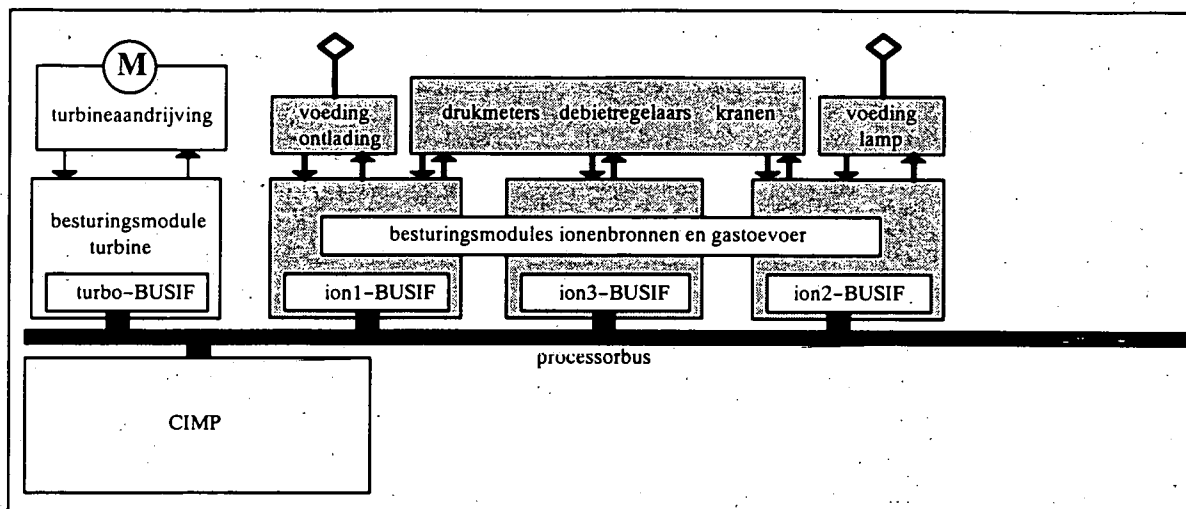 M
turbineaandrijving
voeding
ontlading
drukmeters debietregelaars kranen
voeding
lamp
besturingsmodule
turbine
besturingsmodules ionenbronnen en gastoevoer
turbo-BUSIF
ion1-BUSIF
ion3-BUSIF
ion2-BUSIF
processorbus
CIMP